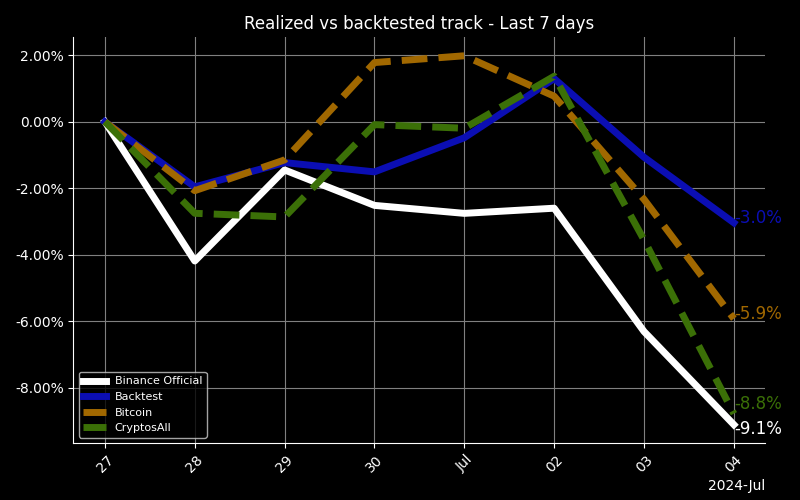 Realized vs backtested track - Last 7 days
2.00%
0.00%
-2.00%
-4.00%
-6.00%
-8.00%
-3.0%
-5.9%
-8.8%
-9.1%
Binance Official
Backtest
Bitcoin
CryptosAll
27
28
29
30
Jul
02
03
04
2024-Jul